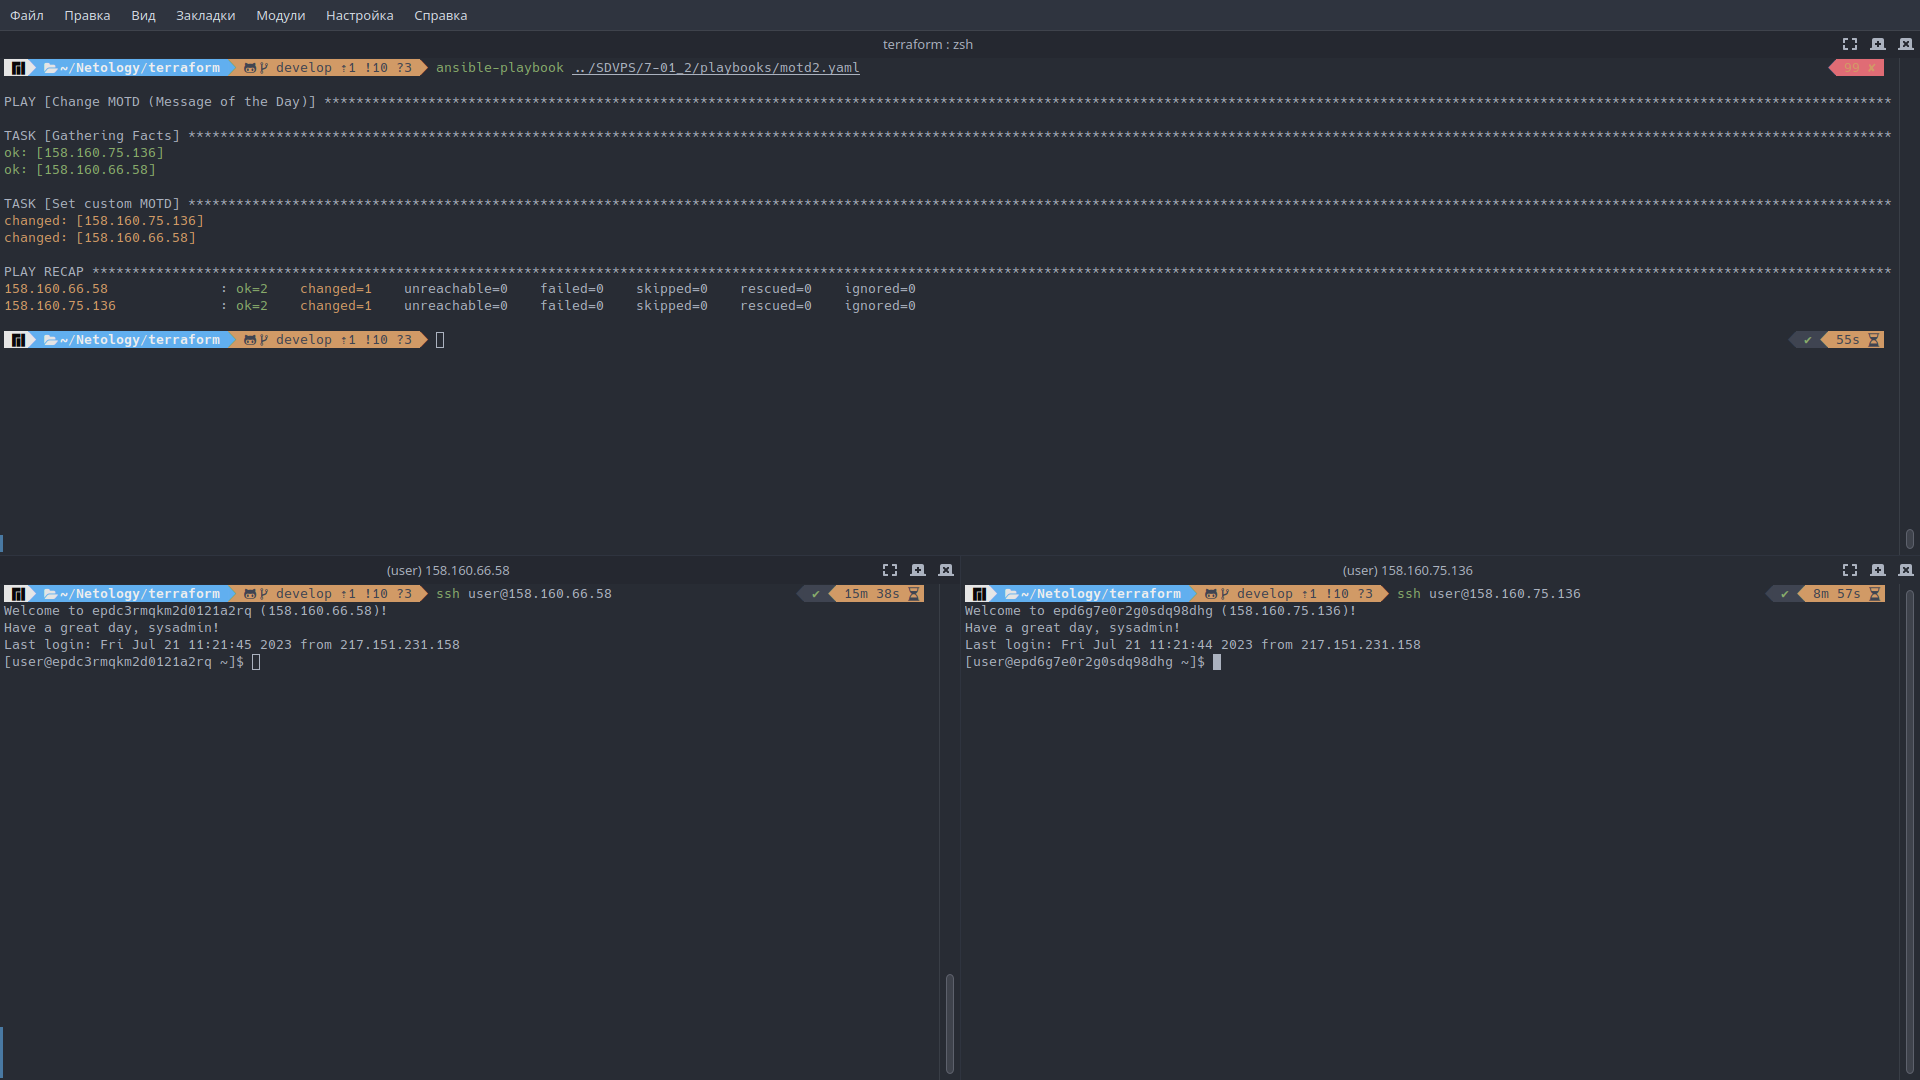 Файл Правка Вид Закладки Модули Настройка Справка
terraform : zsh
~/Netology/terraform develop ↑1 !10 ?3 ansible-playbook ../SDVPS/7-01_2/playbooks/motd2.yaml 99 ✘
PLAY [Change MOTD (Message of the Day)] ****
TASK [Gathering Facts] ****
ok: [158.160.75.136]
ok: [158.160.66.58]
TASK [Set custom MOTD] ****
changed: [158.160.75.136]
changed: [158.160.66.58]
PLAY RECAP ****
158.160.66.58 : ok=2 changed=1 unreachable=0 failed=0 skipped=0 rescued=0 ignored=0
158.160.75.136 : ok=2 changed=1 unreachable=0 failed=0 skipped=0 rescued=0 ignored=0
~/Netology/terraform develop ↑1 !10 ?3 ✔ 55s
(user) 158.160.66.58
~/Netology/terraform develop ↑1 !10 ?3 ssh user@158.160.66.58 ✔ 15m 38s
Welcome to epdc3rmqkm2d0121a2rq (158.160.66.58)!
Have a great day, sysadmin!
Last login: Fri Jul 21 11:21:45 2023 from 217.151.231.158
[user@epdc3rmqkm2d0121a2rq ~]$
(user) 158.160.75.136
~/Netology/terraform develop ↑1 !10 ?3 ssh user@158.160.75.136 ✔ 8m 57s
Welcome to epd6g7e0r2g0sdq98dhg (158.160.75.136)!
Have a great day, sysadmin!
Last login: Fri Jul 21 11:21:44 2023 from 217.151.231.158
[user@epd6g7e0r2g0sdq98dhg ~]$